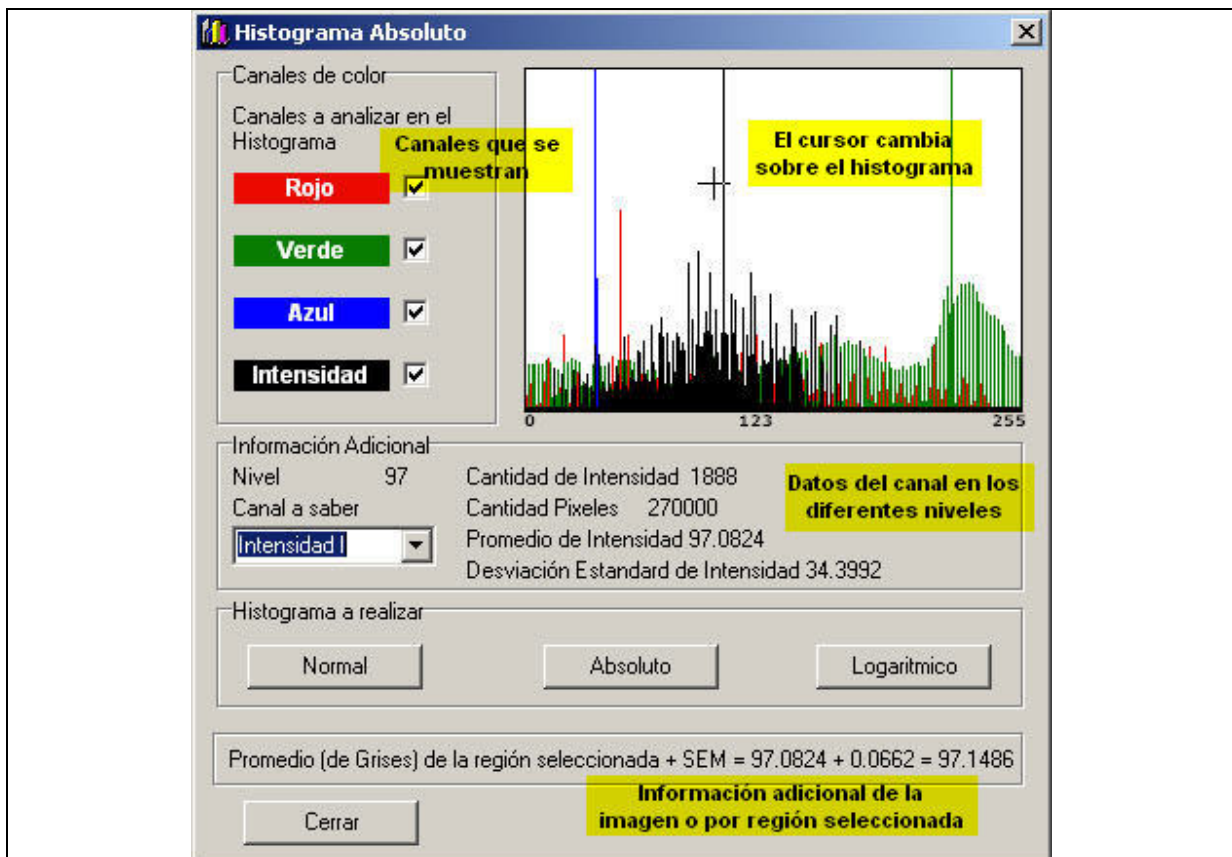 Histograma Absoluto
Canales de color
Canales a analizar en el
Histograma
Canales que se
muestran
Rojo
Verde
Azul
Intensidad
El cursor cambia
sobre el histograma
0 123 255
Información Adicional
Nivel 97
Canal a saber
Intensidad I
Cantidad de Intensidad 1888
Cantidad Pixeles 270000
Promedio de Intensidad 97.0824
Desviación Estandard de Intensidad 34.3992
Datos del canal en los
diferentes niveles
Histograma a realizar
Normal Absoluto Logaritmico
Promedio (de Grises) de la región seleccionada + SEM = 97.0824 + 0.0662 = 97.1486
Información adicional de la
imagen o por región seleccionada
Cerrar